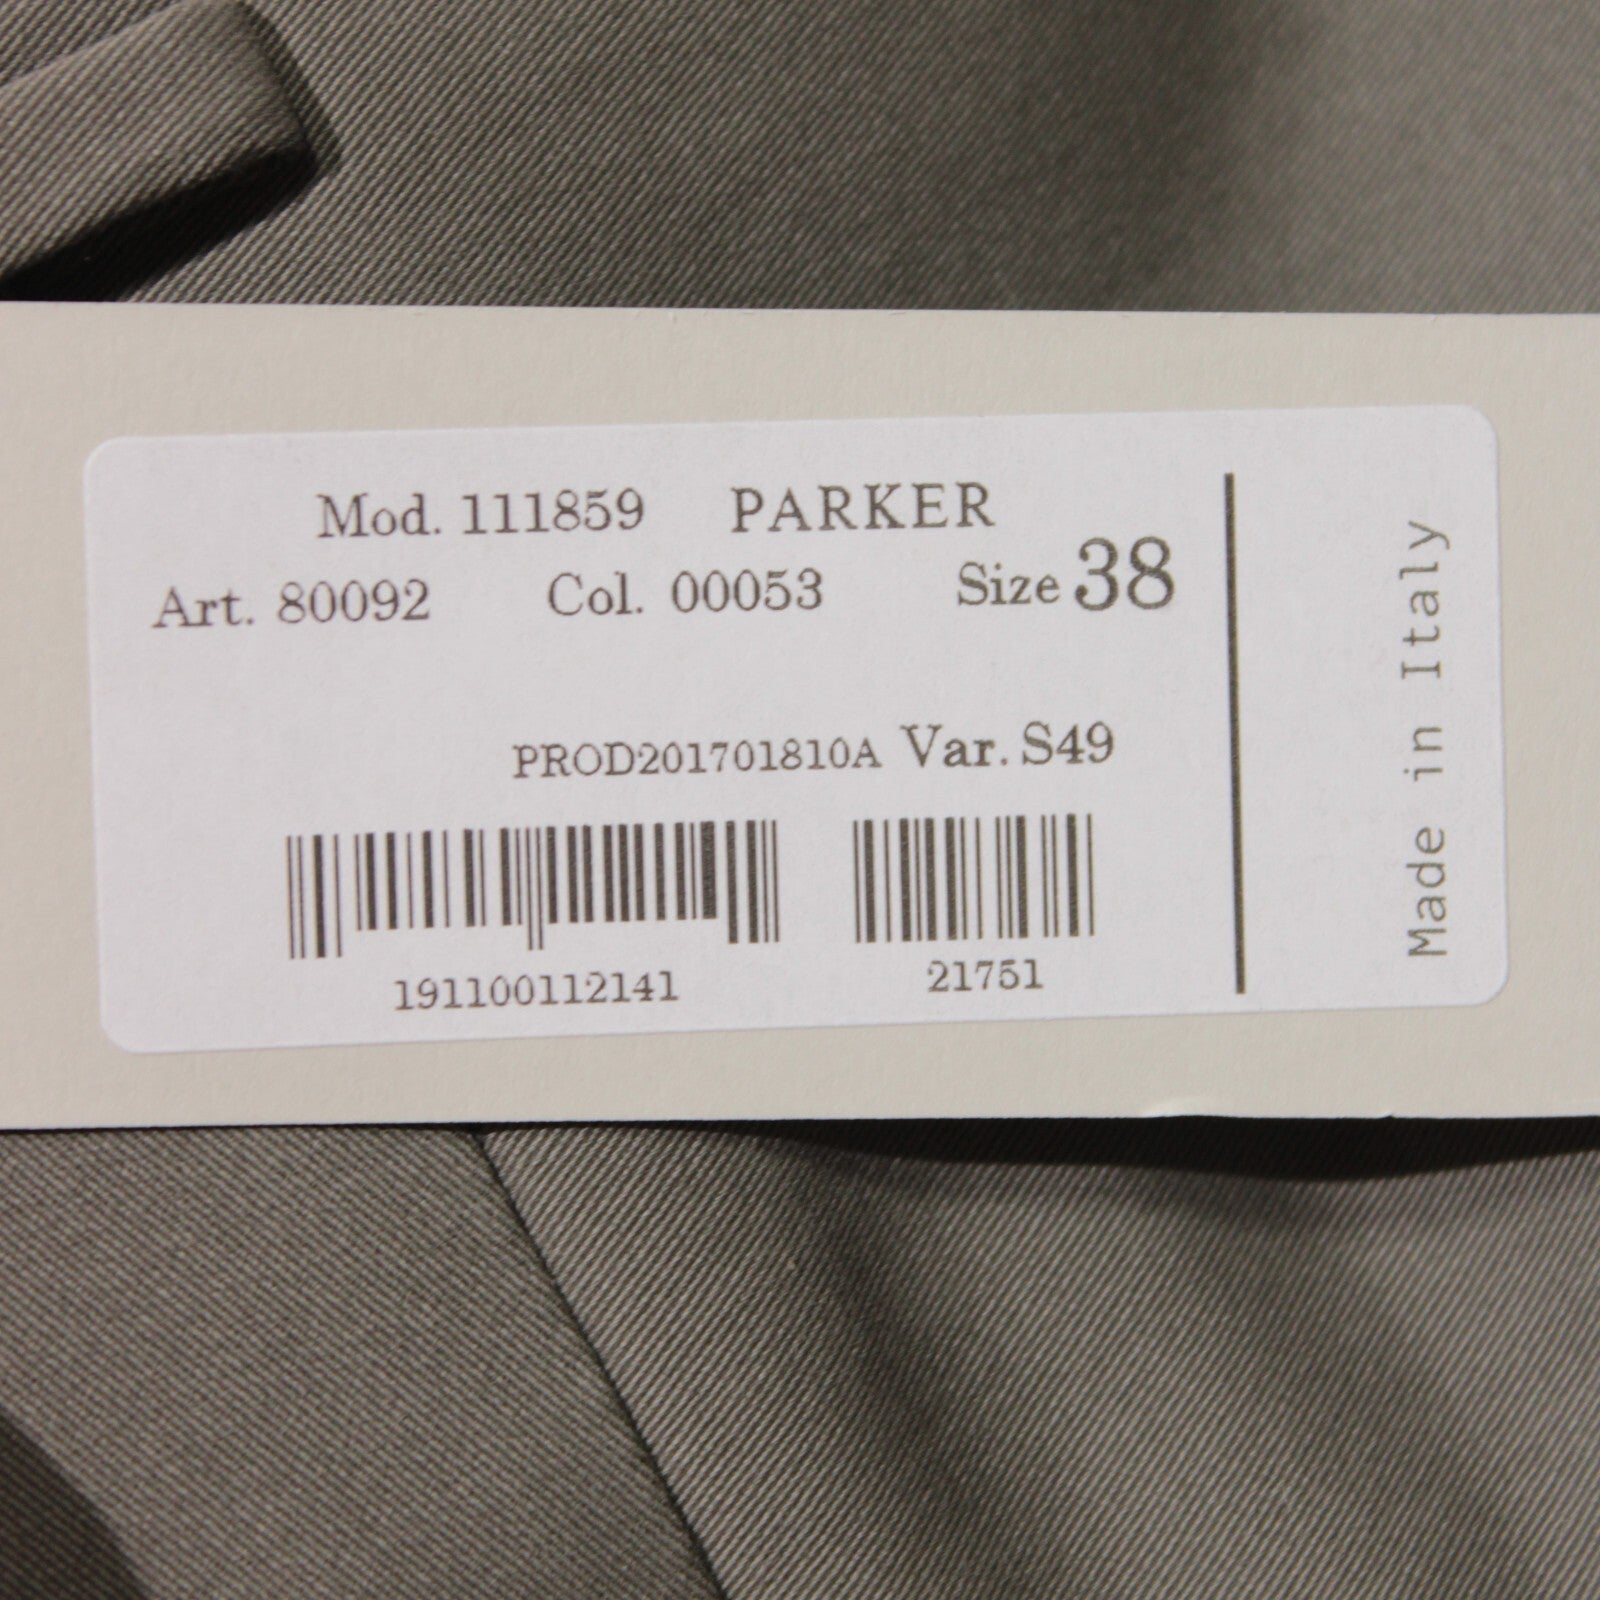 Mod. 111859 PARKER
Art. 80092 Col. 00053 Size 38
PROD201701810A Var. S49
191100112141 21751
Made in Italy